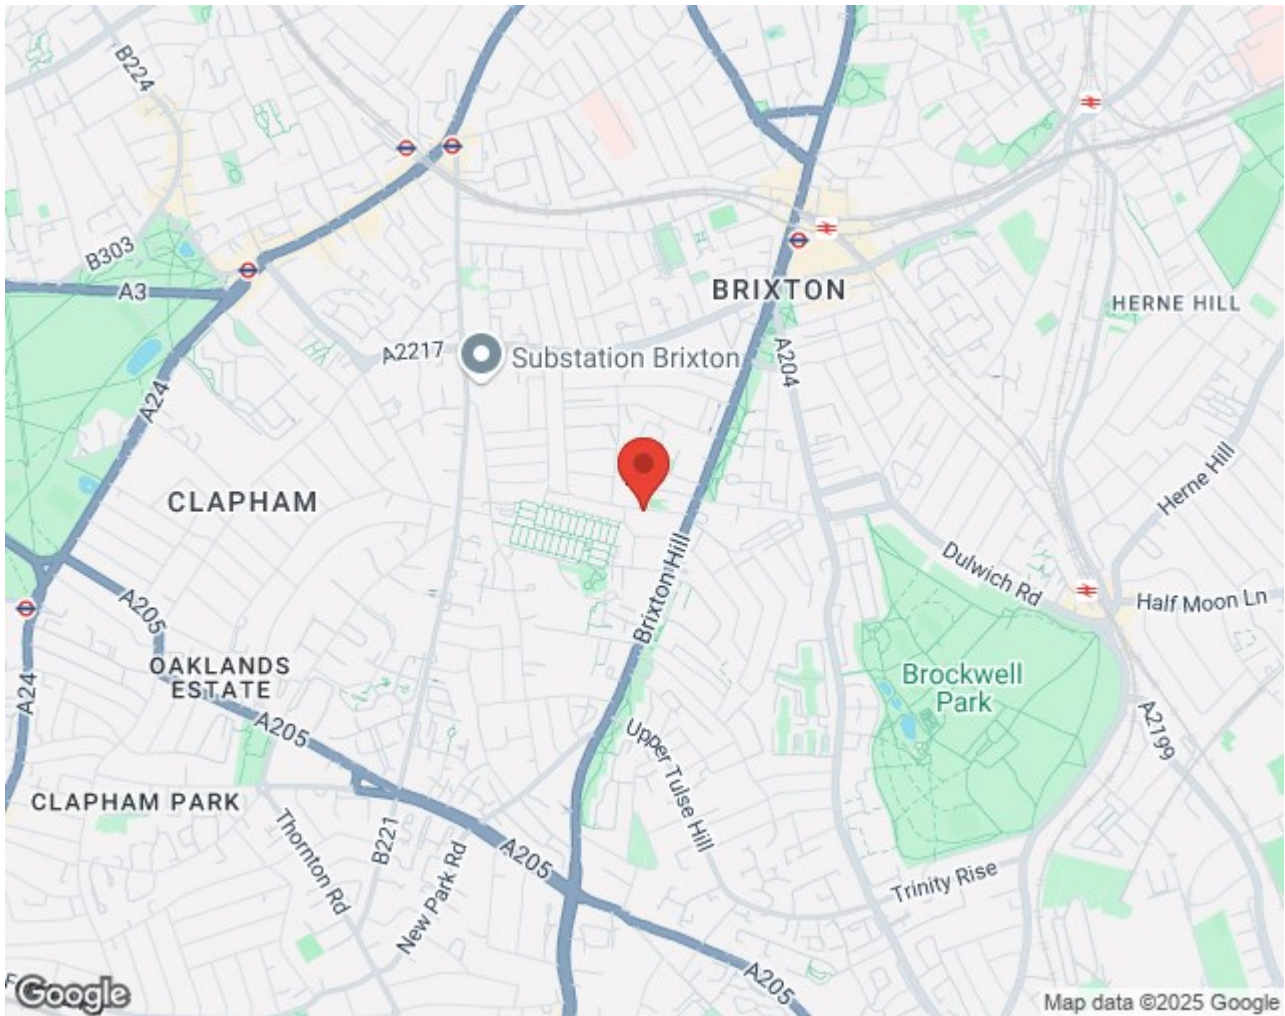 B224
B303
A3
BRIXTON
HERNE HILL
A2217
Substation Brixton
A204
A24
CLAPHAM
Herne Hill
Dulwich Rd
Brixton Hill
Half Moon Ln
A205
OAKLANDS
ESTATE
Brockwell
Park
A24
A205
Upper Tulse Hill
A2199
CLAPHAM PARK
Thornton Rd
B221
New Park Rd
A205
Trinity Rise
A205
Google
Map data ©2025 Google